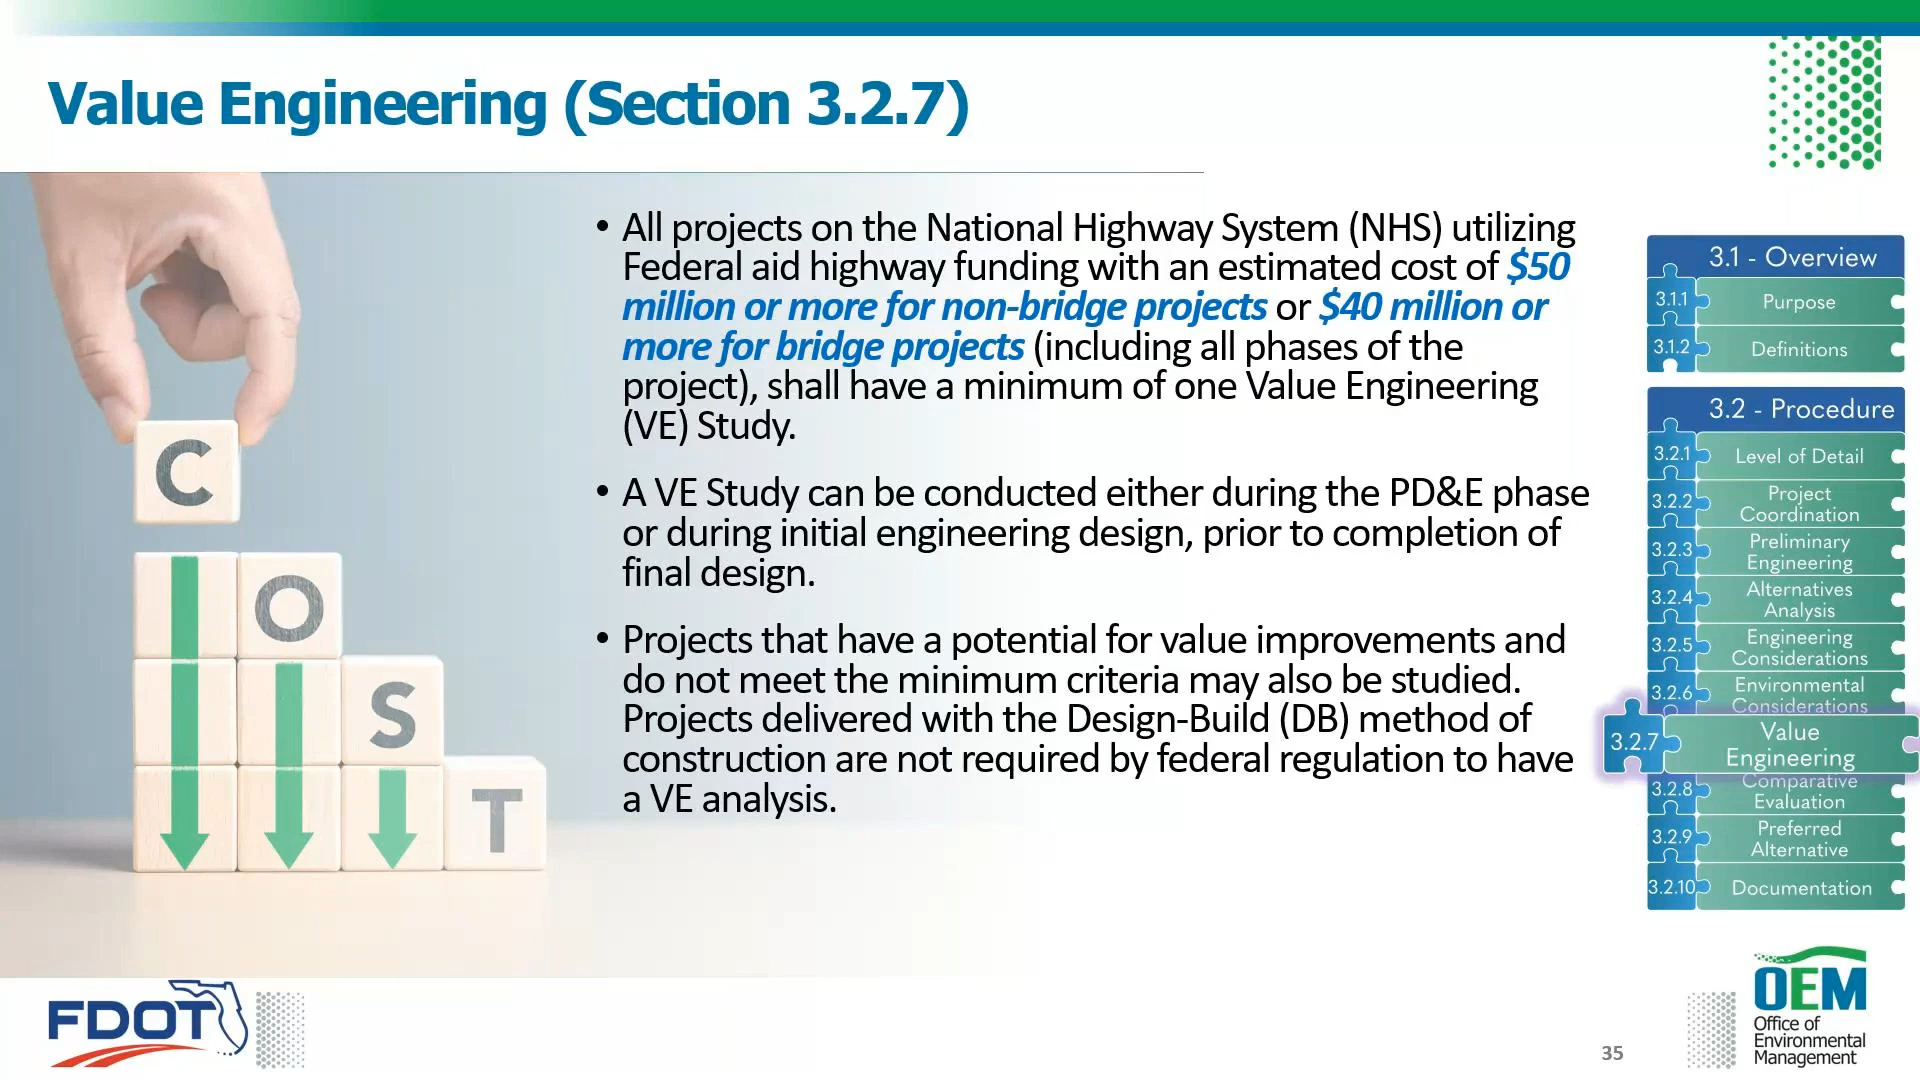 Value Engineering (Section 3.2.7)
• All projects on the National Highway System (NHS) utilizing
Federal aid highway funding with an estimated cost of $50
million or more for non-bridge projects or $40 million or
more for bridge projects (including all phases of the
project), shall have a minimum of one Value Engineering
(VE) Study.
• A VE Study can be conducted either during the PD&E phase
or during initial engineering design, prior to completion of
final design.
• Projects that have a potential for value improvements and
do not meet the minimum criteria may also be studied.
Projects delivered with the Design-Build (DB) method of
construction are not required by federal regulation to have
a VE analysis.
C
O
S
T
3.1 - Overview
3.1.1 Purpose
3.1.2 Definitions
3.2 - Procedure
3.2.1 Level of Detail
3.2.2 Project
Coordination
3.2.3 Preliminary
Engineering
3.2.4 Alternatives
Analysis
3.2.5 Engineering
Considerations
3.2.6 Environmental
Considerations
3.2.7 Value
Engineering
3.2.8 Comparative
Evaluation
3.2.9 Preferred
Alternative
3.2.10 Documentation
FDOT
35
OEM
Office of
Environmental
Management